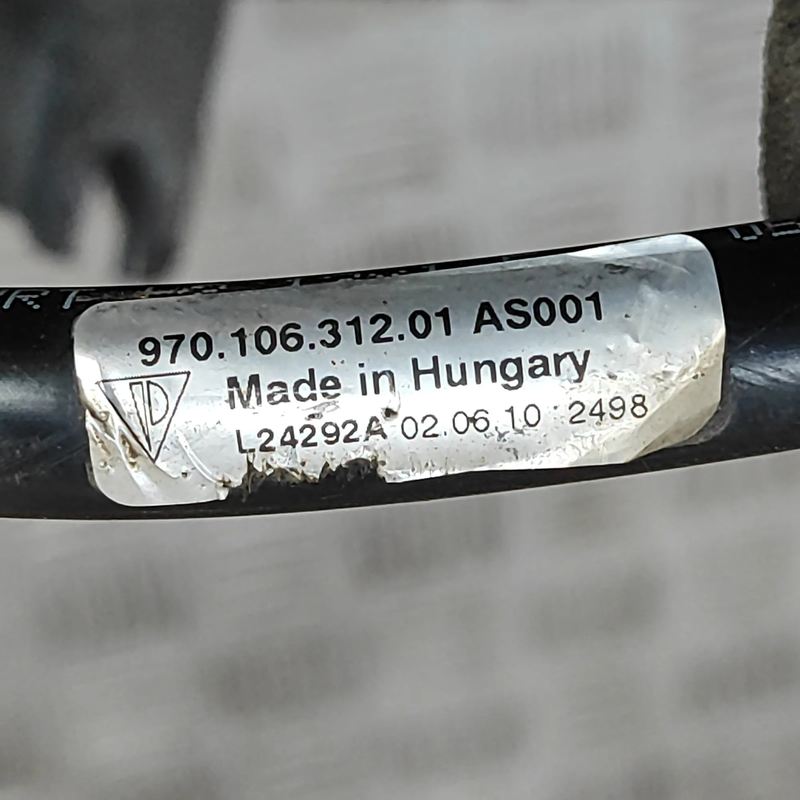 970.106.312.01 AS001
Made in Hungary
L24292A 02.06.10 2498